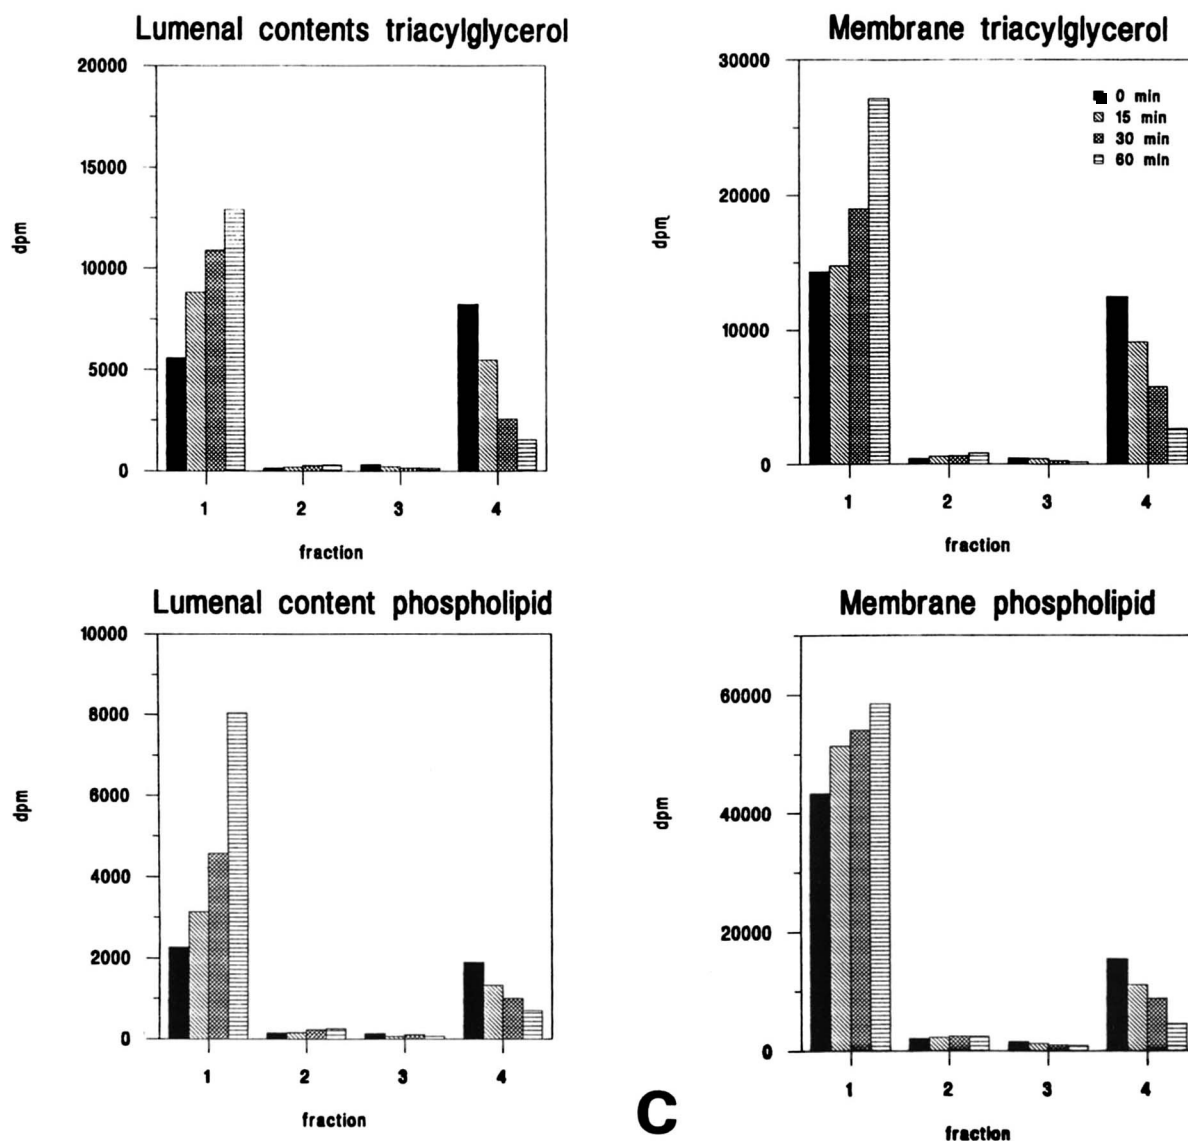 Lumenal contents triacylglycerol
20000
15000
10000
5000
0
dpm
1 2 3 4
fraction
Membrane triacylglycerol
30000
20000
10000
0
dpm
0 min
15 min
30 min
60 min
1 2 3 4
fraction
Lumenal content phospholipid
10000
8000
6000
4000
2000
0
dpm
1 2 3 4
fraction
Membrane phospholipid
60000
40000
20000
0
dpm
1 2 3 4
fraction
C